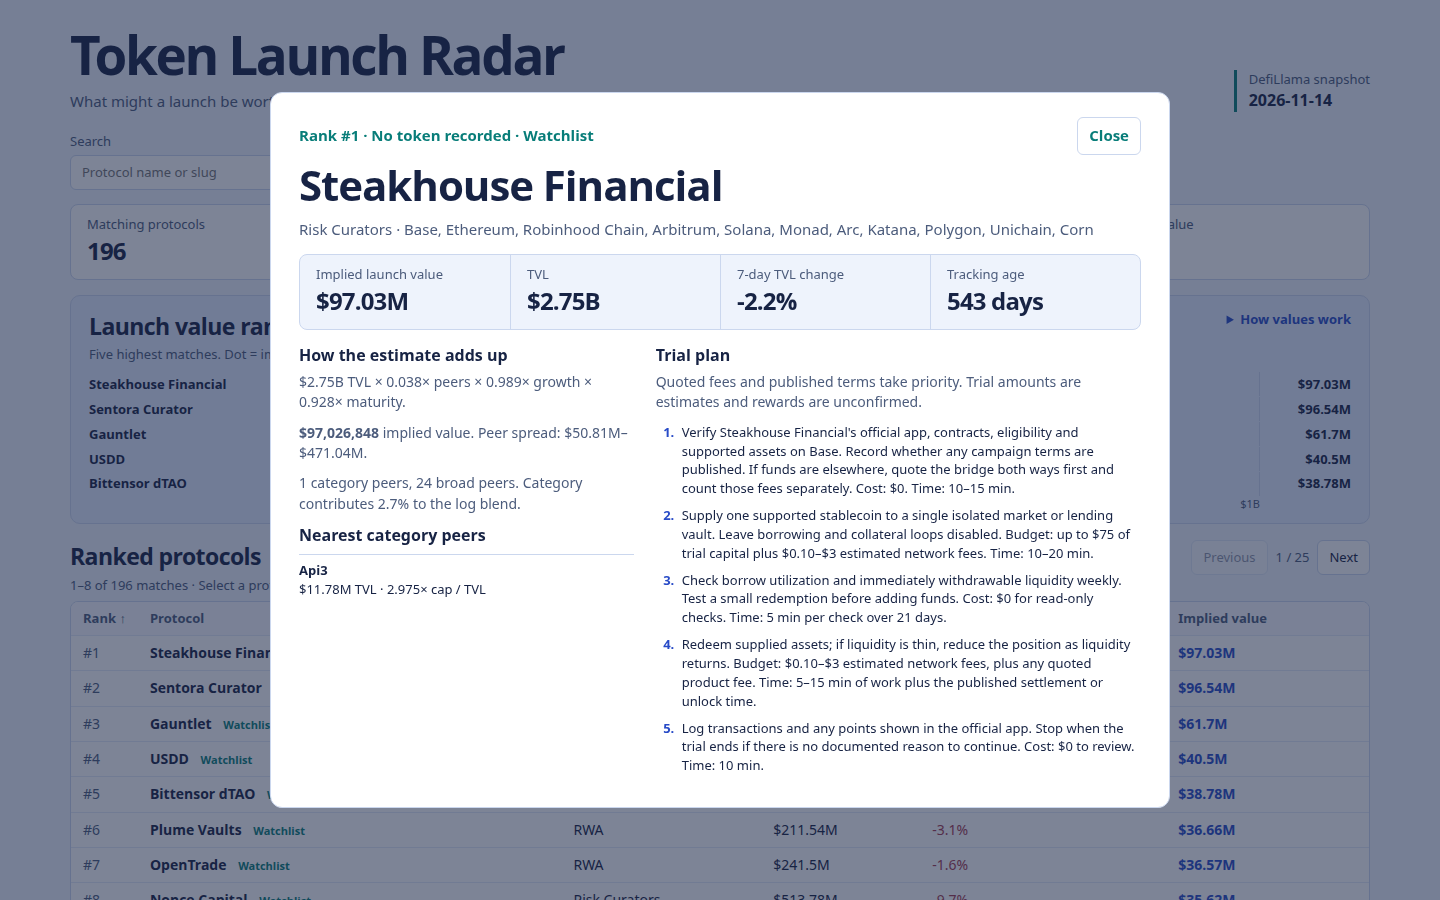 Token Launch Radar
What might a launch be wor
DefiLlama snapshot
2026-11-14
Search
Protocol name or slug
Matching protocols
196
alue
Launch value ran
Five highest matches. Dot = in
▶ How values work
Steakhouse Financial
$97.03M
Sentora Curator
$96.54M
Gauntlet
$61.7M
USDD
$40.5M
Bittensor dTAO
$38.78M
$1B
Ranked protocols
1–8 of 196 matches · Select a pro
Previous
1 / 25
Next
Rank ↑ Protocol Implied value
#1 Steakhouse Finan $97.03M
#2 Sentora Curator $96.54M
#3 Gauntlet Watchlis $61.7M
#4 USDD Watchlist $40.5M
#5 Bittensor dTAO $38.78M
#6 Plume Vaults Watchlist RWA $211.54M -3.1% $36.66M
#7 OpenTrade Watchlist RWA $241.5M -1.6% $36.57M
Rank #1 · No token recorded · Watchlist
Close
Steakhouse Financial
Risk Curators · Base, Ethereum, Robinhood Chain, Arbitrum, Solana, Monad, Arc, Katana, Polygon, Unichain, Corn
Implied launch value
$97.03M
TVL
$2.75B
7-day TVL change
-2.2%
Tracking age
543 days
How the estimate adds up
$2.75B TVL × 0.038× peers × 0.989× growth ×
0.928× maturity.
$97,026,848 implied value. Peer spread: $50.81M–
$471.04M.
1 category peers, 24 broad peers. Category
contributes 2.7% to the log blend.
Nearest category peers
Api3
$11.78M TVL · 2.975× cap / TVL
Trial plan
Quoted fees and published terms take priority. Trial amounts are
estimates and rewards are unconfirmed.
1. Verify Steakhouse Financial's official app, contracts, eligibility and
supported assets on Base. Record whether any campaign terms are
published. If funds are elsewhere, quote the bridge both ways first and
count those fees separately. Cost: $0. Time: 10–15 min.
2. Supply one supported stablecoin to a single isolated market or lending
vault. Leave borrowing and collateral loops disabled. Budget: up to $75 of
trial capital plus $0.10–$3 estimated network fees. Time: 10–20 min.
3. Check borrow utilization and immediately withdrawable liquidity weekly.
Test a small redemption before adding funds. Cost: $0 for read-only
checks. Time: 5 min per check over 21 days.
4. Redeem supplied assets; if liquidity is thin, reduce the position as liquidity
returns. Budget: $0.10–$3 estimated network fees, plus any quoted
product fee. Time: 5–15 min of work plus the published settlement or
unlock time.
5. Log transactions and any points shown in the official app. Stop when the
trial ends if there is no documented reason to continue. Cost: $0 to review.
Time: 10 min.